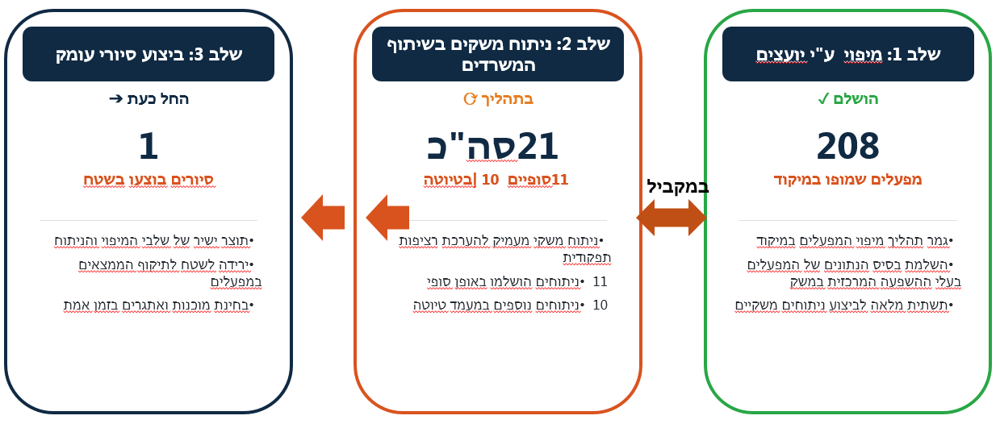 שלב 1: מיפוי ע"י יועצים
✓ הושלם
208
מפעלים שמופו במיקוד
•גמר תהליך מיפוי המפעלים במיקוד
•השלמת בסיס הנתונים של המפעלים
בעלי ההשפעה המרכזית במשק
•תשתית מלאה לביצוע ניתוחים משקיים
במקביל
שלב 2: ניתוח משקים בשיתוף
המשרדים
בתהליך ⟳
21סה"כ
11סופיים 10 |בטיוטה
•ניתוח משקי מעמיק להערכת רציפות
תפקודית
11 •ניתוחים הושלמו באופן סופי
10 •ניתוחים נוספים במעמד טיוטה
שלב 3: ביצוע סיורי עומק
החל כעת ➔
1
סיורים בוצעו בשטח
•תוצר ישיר של שלבי המיפוי והניתוח
•ירידה לשטח לתיקוף הממצאים
במפעלים
•בחינת מוכנות ואתגרים בזמן אמת